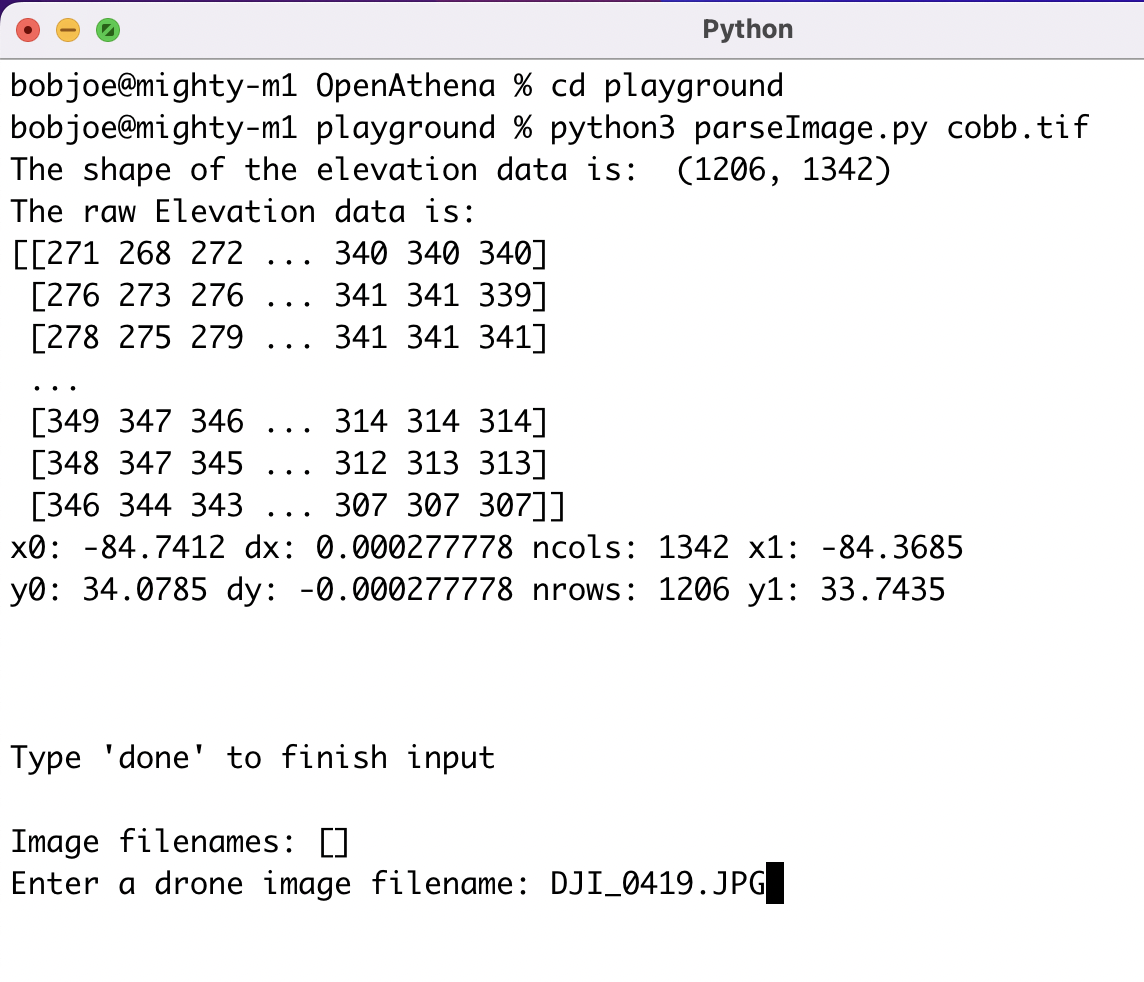 Python
bobjoe@mighty-m1 OpenAthena % cd playground
bobjoe@mighty-m1 playground % python3 parseImage.py cobb.tif
The shape of the elevation data is:  (1206, 1342)
The raw Elevation data is:
[[271 268 272 ... 340 340 340]
 [276 273 276 ... 341 341 339]
 [278 275 279 ... 341 341 341]
 ...
 [349 347 346 ... 314 314 314]
 [348 347 345 ... 312 313 313]
 [346 344 343 ... 307 307 307]]
x0: -84.7412 dx: 0.000277778 ncols: 1342 x1: -84.3685
y0: 34.0785 dy: -0.000277778 nrows: 1206 y1: 33.7435
Type 'done' to finish input
Image filenames: []
Enter a drone image filename: DJI_0419.JPG